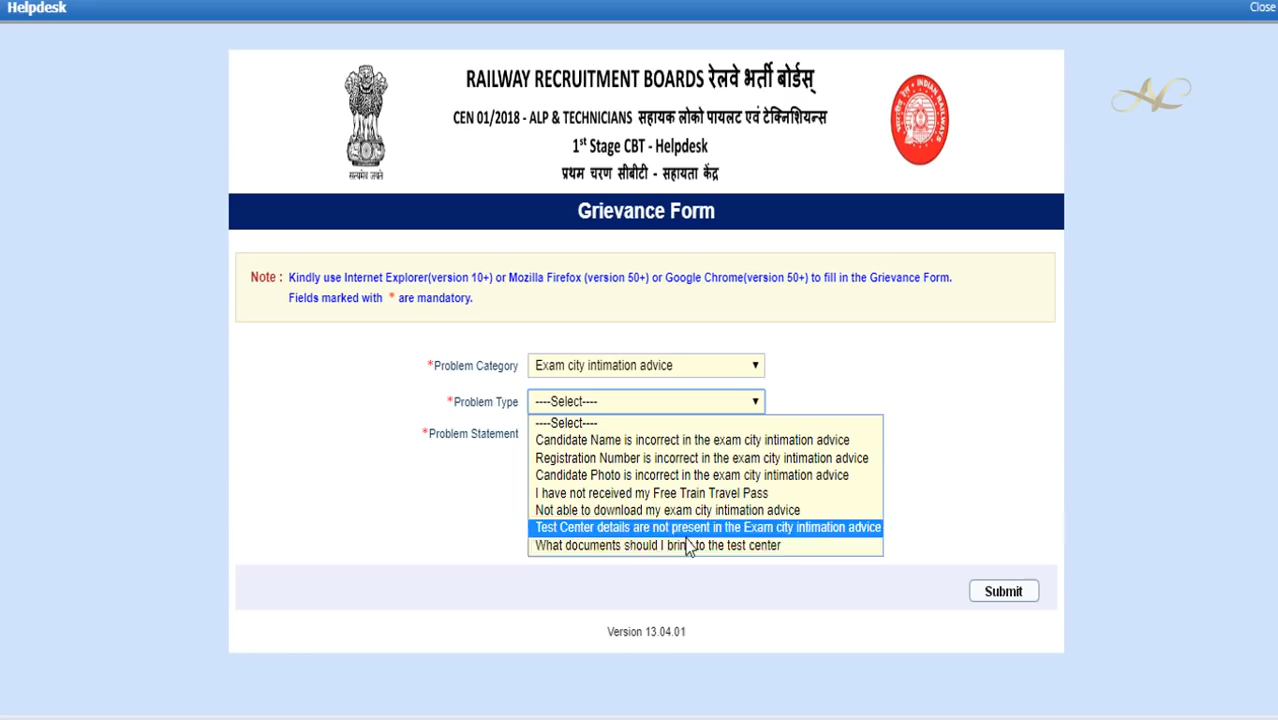 Helpdesk
Close
RAILWAY RECRUITMENT BOARDS रेलवे भर्ती बोर्डस्
CEN 01/2018 - ALP & TECHNICIANS सहायक लोको पायलट एवं टेक्निशियन्स
1st Stage CBT - Helpdesk
प्रथम चरण सीबीटी - सहायता केंद्र
सत्यमेव जयते
INDIAN RAILWAYS
Grievance Form
Note : Kindly use Internet Explorer(version 10+) or Mozilla Firefox (version 50+) or Google Chrome(version 50+) to fill in the Grievance Form.
Fields marked with * are mandatory.
*Problem Category Exam city intimation advice
*Problem Type ----Select----
*Problem Statement
----Select----
Candidate Name is incorrect in the exam city intimation advice
Registration Number is incorrect in the exam city intimation advice
Candidate Photo is incorrect in the exam city intimation advice
I have not received my Free Train Travel Pass
Not able to download my exam city intimation advice
Test Center details are not present in the Exam city intimation advice
What documents should I bring to the test center
Submit
Version 13.04.01